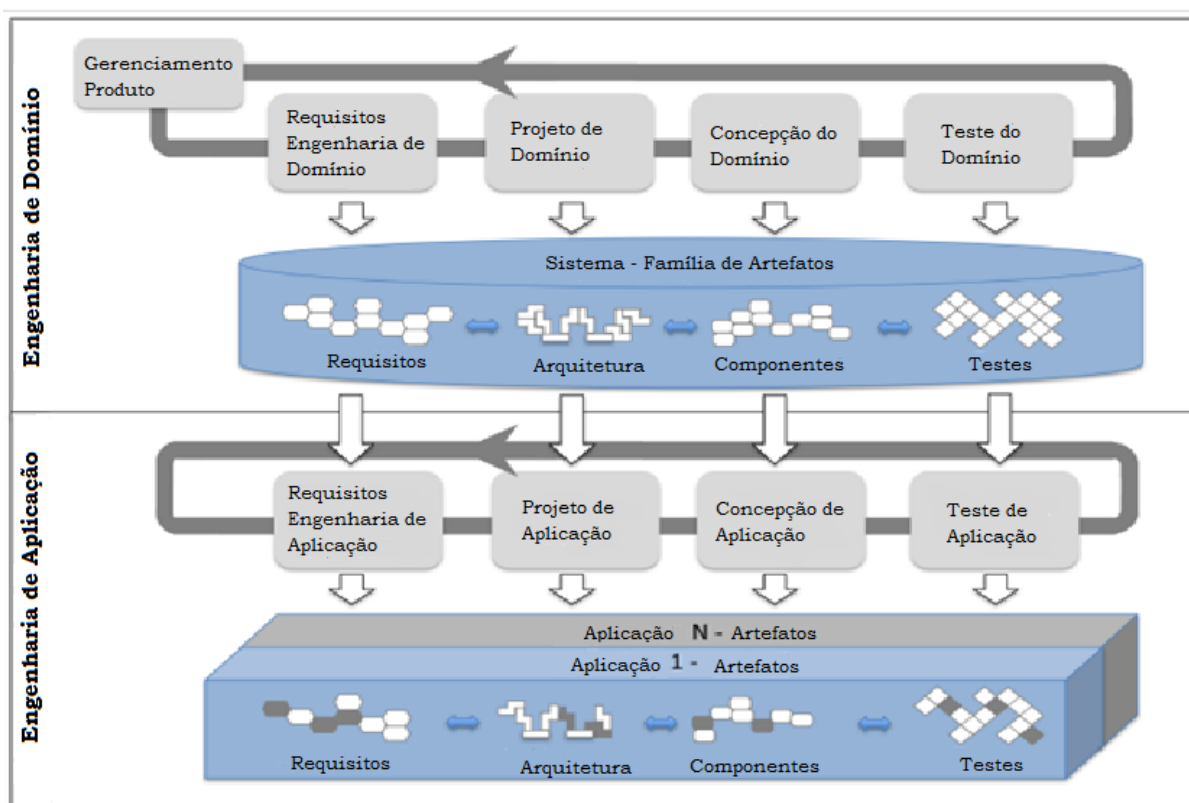 Engenharia de Domínio
Gerenciamento
Produto
Requisitos
Engenharia de
Domínio
Projeto de
Domínio
Concepção do
Domínio
Teste do
Domínio
Sistema - Família de Artefatos
Requisitos
Arquitetura
Componentes
Testes
Engenharia de Aplicação
Requisitos
Engenharia de
Aplicação
Projeto de
Aplicação
Concepção de
Aplicação
Teste de
Aplicação
Aplicação N - Artefatos
Aplicação 1 - Artefatos
Requisitos
Arquitetura
Componentes
Testes